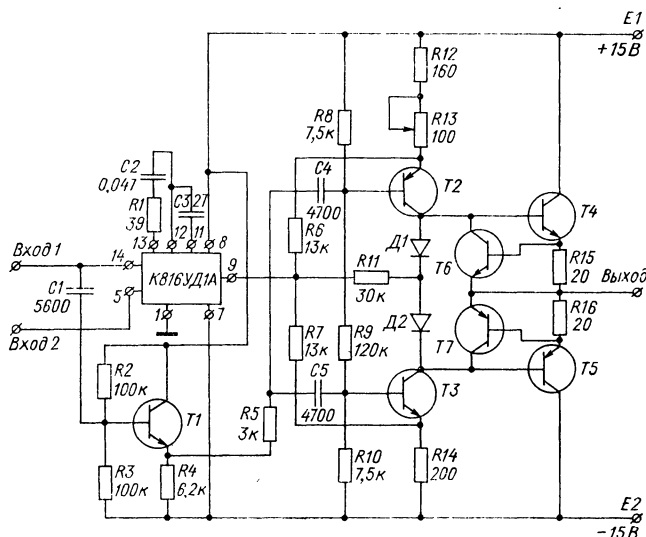 E1
+15В
R12
160
R13
100
R8
7,5к
C2
0,047
C3
27
R1
39
13
12
11
8
C4
4700
R6
13к
T2
T4
Д1
T6
R15
20
Вход 1
14
К816УД1А
9
R11
30к
Выход
C1
5600
5
1
7
Вход 2
R7
13к
R9
120к
Д2
R16
20
T7
R2
100к
C5
4700
T3
T5
T1
R5
3к
R3
100к
R4
6,2к
R10
7,5к
R14
200
E2
−15В